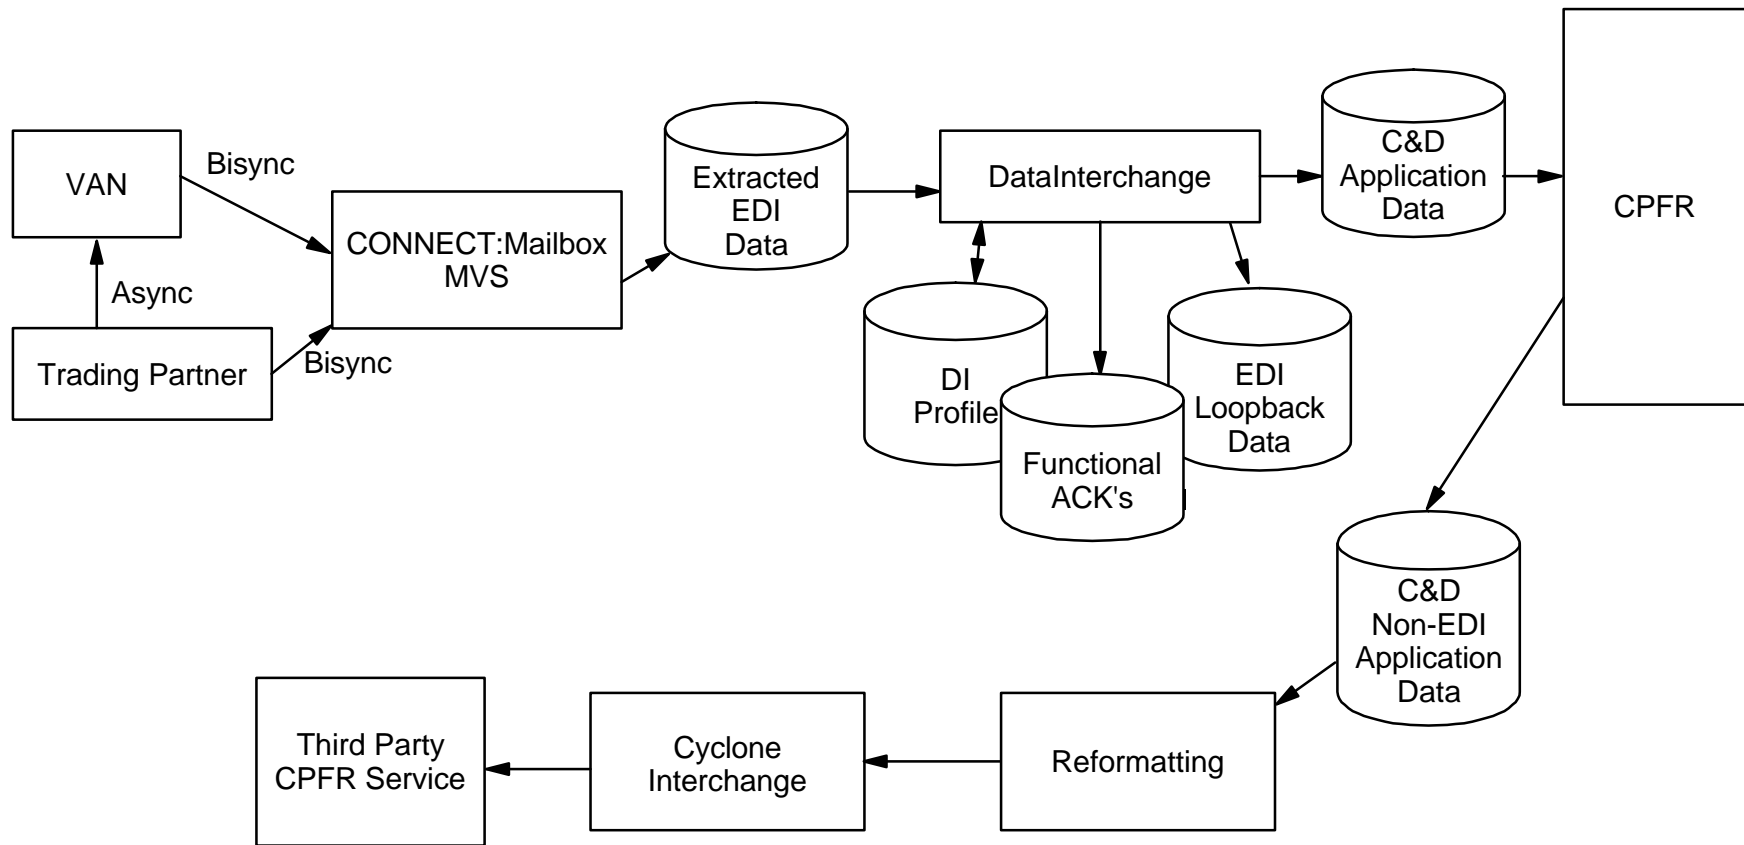 VAN
Bisync
Async
Trading Partner
Bisync
CONNECT:Mailbox
MVS
Extracted
EDI
Data
DataInterchange
DI
Profile
Functional
ACK's
EDI
Loopback
Data
C&D
Application
Data
CPFR
C&D
Non-EDI
Application
Data
Reformatting
Cyclone
Interchange
Third Party
CPFR Service